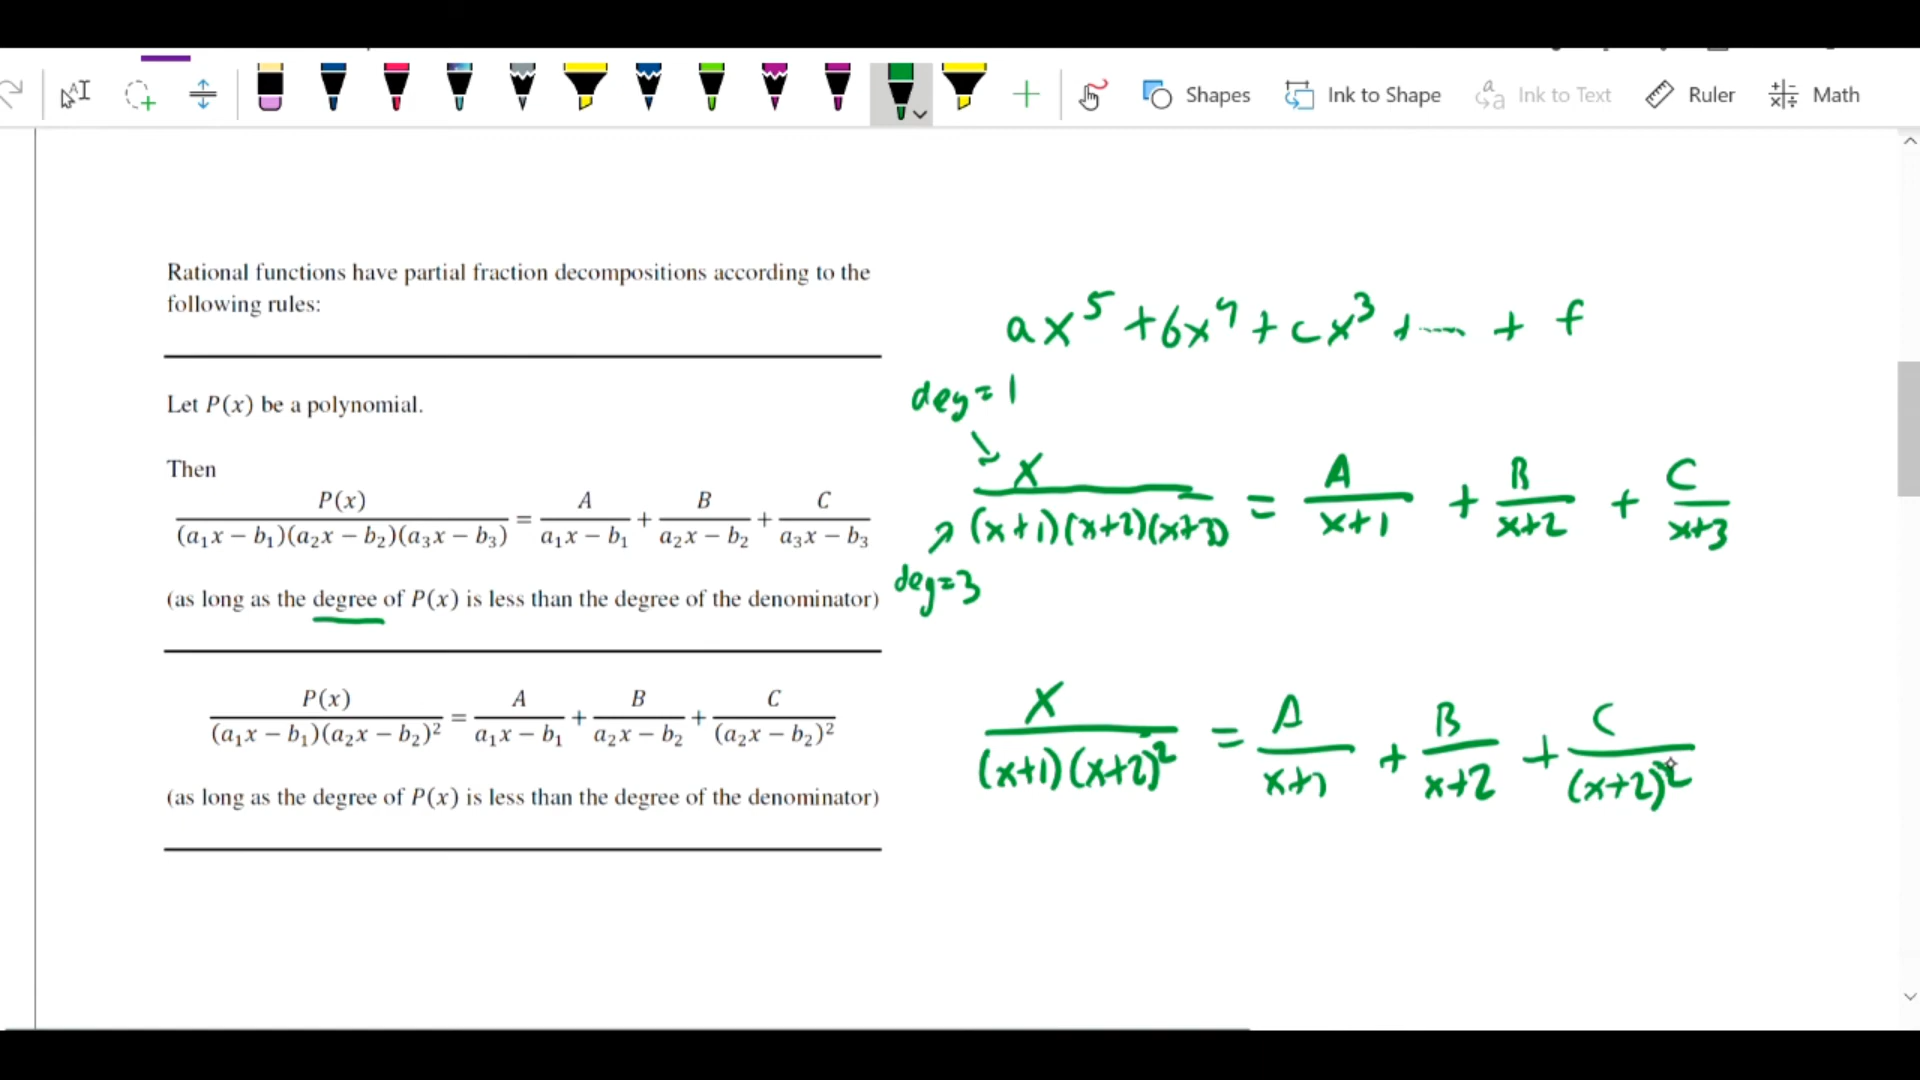 Shapes Ink to Shape Ink to Text Ruler Math
Rational functions have partial fraction decompositions according to the
following rules:
Let P(x) be a polynomial.
Then
P(x)/((a₁x − b₁)(a₂x − b₂)(a₃x − b₃)) = A/(a₁x − b₁) + B/(a₂x − b₂) + C/(a₃x − b₃)
(as long as the degree of P(x) is less than the degree of the denominator)
P(x)/((a₁x − b₁)(a₂x − b₂)²) = A/(a₁x − b₁) + B/(a₂x − b₂) + C/(a₂x − b₂)²
(as long as the degree of P(x) is less than the degree of the denominator)
ax⁵ + bx⁴ + cx³ + ... + f
deg = 1
x/((x+1)(x+2)(x+3)) = A/(x+1) + B/(x+2) + C/(x+3)
deg=3
x/((x+1)(x+2)²) = A/(x+1) + B/(x+2) + C/(x+2)²